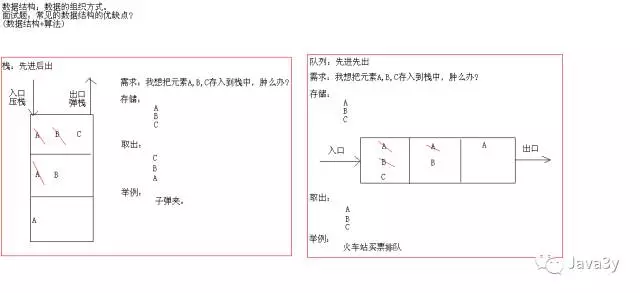 数据结构：数据的组织方式。
面试题：常见的数据结构的优缺点？
(数据结构+算法)
栈：先进后出
入口
压栈
出口
弹栈
A B C
A B
A
需求：我想把元素A,B,C存入到栈中，肿么办？
存储：
A
B
C
取出：
C
B
A
举例：
子弹夹。
队列：先进先出
需求：我想把元素A,B,C存入到栈中，肿么办？
存储：
A
B
C
入口
A A A
B B
C
出口
取出：
A
B
C
举例：
火车站买票排队
Java3y